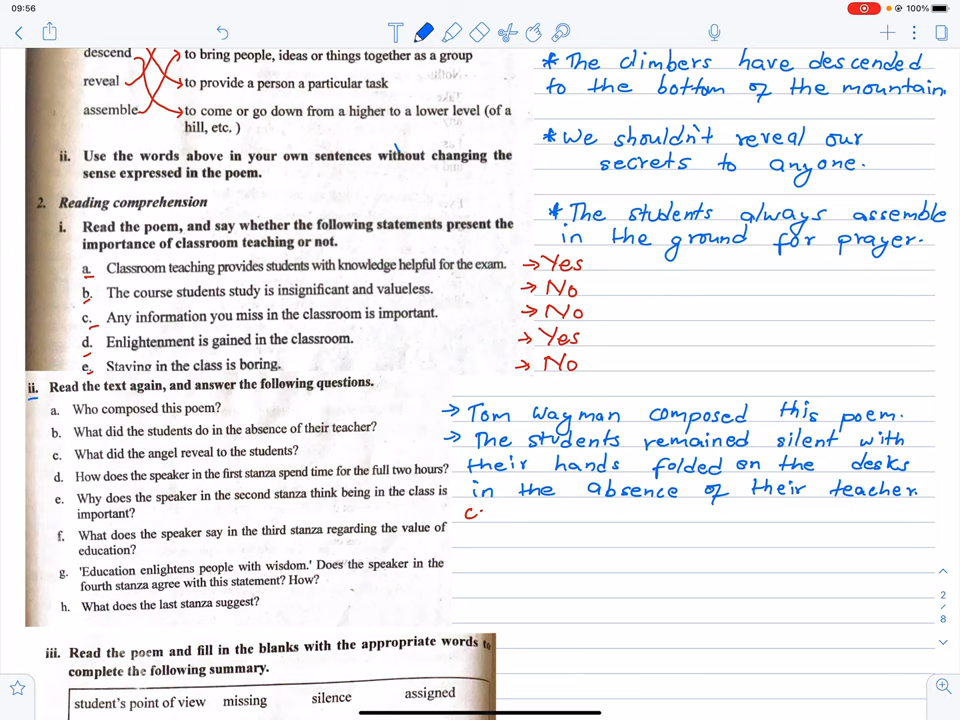 09:56
100%
descend
to bring people, ideas or things together as a group
reveal
to provide a person a particular task
assemble
to come or go down from a higher to a lower level (of a
hill, etc. )
ii. Use the words above in your own sentences without changing the
sense expressed in the poem.
2. Reading comprehension
i. Read the poem, and say whether the following statements present the
importance of classroom teaching or not.
a. Classroom teaching provides students with knowledge helpful for the exam. → Yes
b. The course students study is insignificant and valueless. → No
c. Any information you miss in the classroom is important. → No
d. Enlightenment is gained in the classroom. → Yes
e. Staying in the class is boring. → No
* The climbers have descended
to the bottom of the mountain.
* We shouldn't reveal our
secrets to anyone.
* The students always assemble
in the ground for prayer.
ii. Read the text again, and answer the following questions.
a. Who composed this poem?
b. What did the students do in the absence of their teacher?
c. What did the angel reveal to the students?
d. How does the speaker in the first stanza spend time for the full two hours?
e. Why does the speaker in the second stanza think being in the class is
important?
f. What does the speaker say in the third stanza regarding the value of
education?
g. 'Education enlightens people with wisdom.' Does the speaker in the
fourth stanza agree with this statement? How?
h. What does the last stanza suggest?
→ Tom Wayman composed this poem.
→ The students remained silent with
their hands folded on the desks
in the absence of their teacher.
c.
iii. Read the poem and fill in the blanks with the appropriate words to
complete the following summary.
student's point of view missing silence assigned
2
/
8